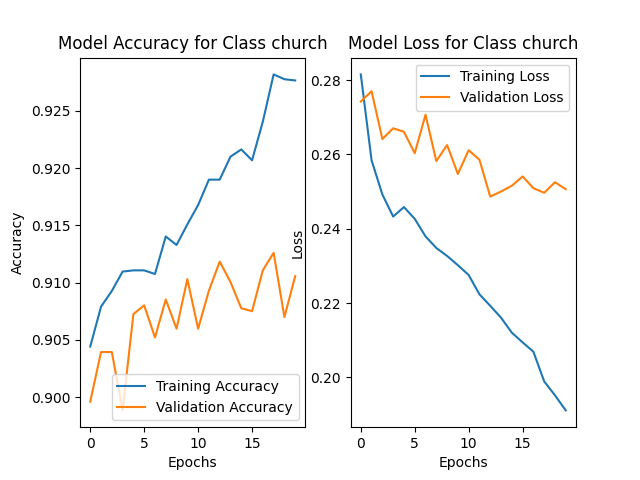 Model Accuracy for Class church
0.925
0.920
0.915
0.910
0.905
0.900
Accuracy
Training Accuracy
Validation Accuracy
0 5 10 15
Epochs
Model Loss for Class church
Training Loss
Validation Loss
0.28
0.26
0.24
0.22
0.20
Loss
0 5 10 15
Epochs